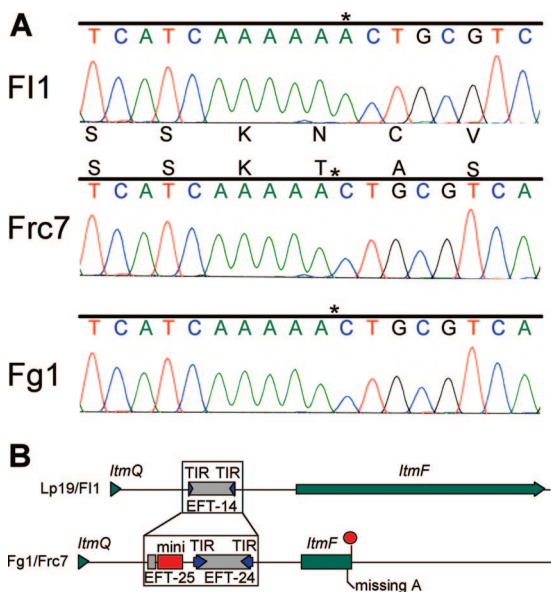 A
*
T C A T C A A A A A A C T G C G T C
Fl1
S S K N C V
S S K T * A S
T C A T C A A A A A C T G C G T C A
Frc7
*
T C A T C A A A A A C T G C G T C A
Fg1
B
ltmQ TIR TIR ltmF
Lp19/Fl1
EFT-14
ltmQ mini TIR TIR ltmF
Fg1/Frc7
EFT-25 EFT-24
missing A